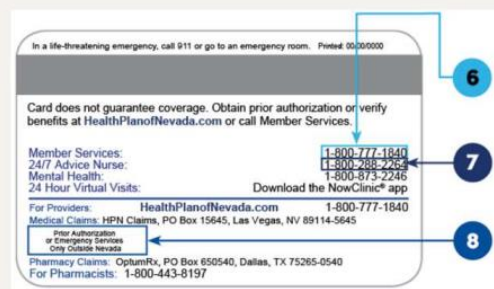 In a life-threatening emergency, call 911 or go to an emergency room. Printed: 00/00/0000
Card does not guarantee coverage. Obtain prior authorization or verify
benefits at HealthPlanofNevada.com or call Member Services.
Member Services: 1-800-777-1840
24/7 Advice Nurse: 1-800-288-2264
Mental Health: 1-800-873-2246
24 Hour Virtual Visits: Download the NowClinic® app
For Providers: HealthPlanofNevada.com 1-800-777-1840
Medical Claims: HPN Claims, PO Box 15645, Las Vegas, NV 89114-5645
Prior Authorization
or Emergency Services
Only Outside Nevada
Pharmacy Claims: OptumRx, PO Box 650540, Dallas, TX 75265-0540
For Pharmacists: 1-800-443-8197
6
7
8